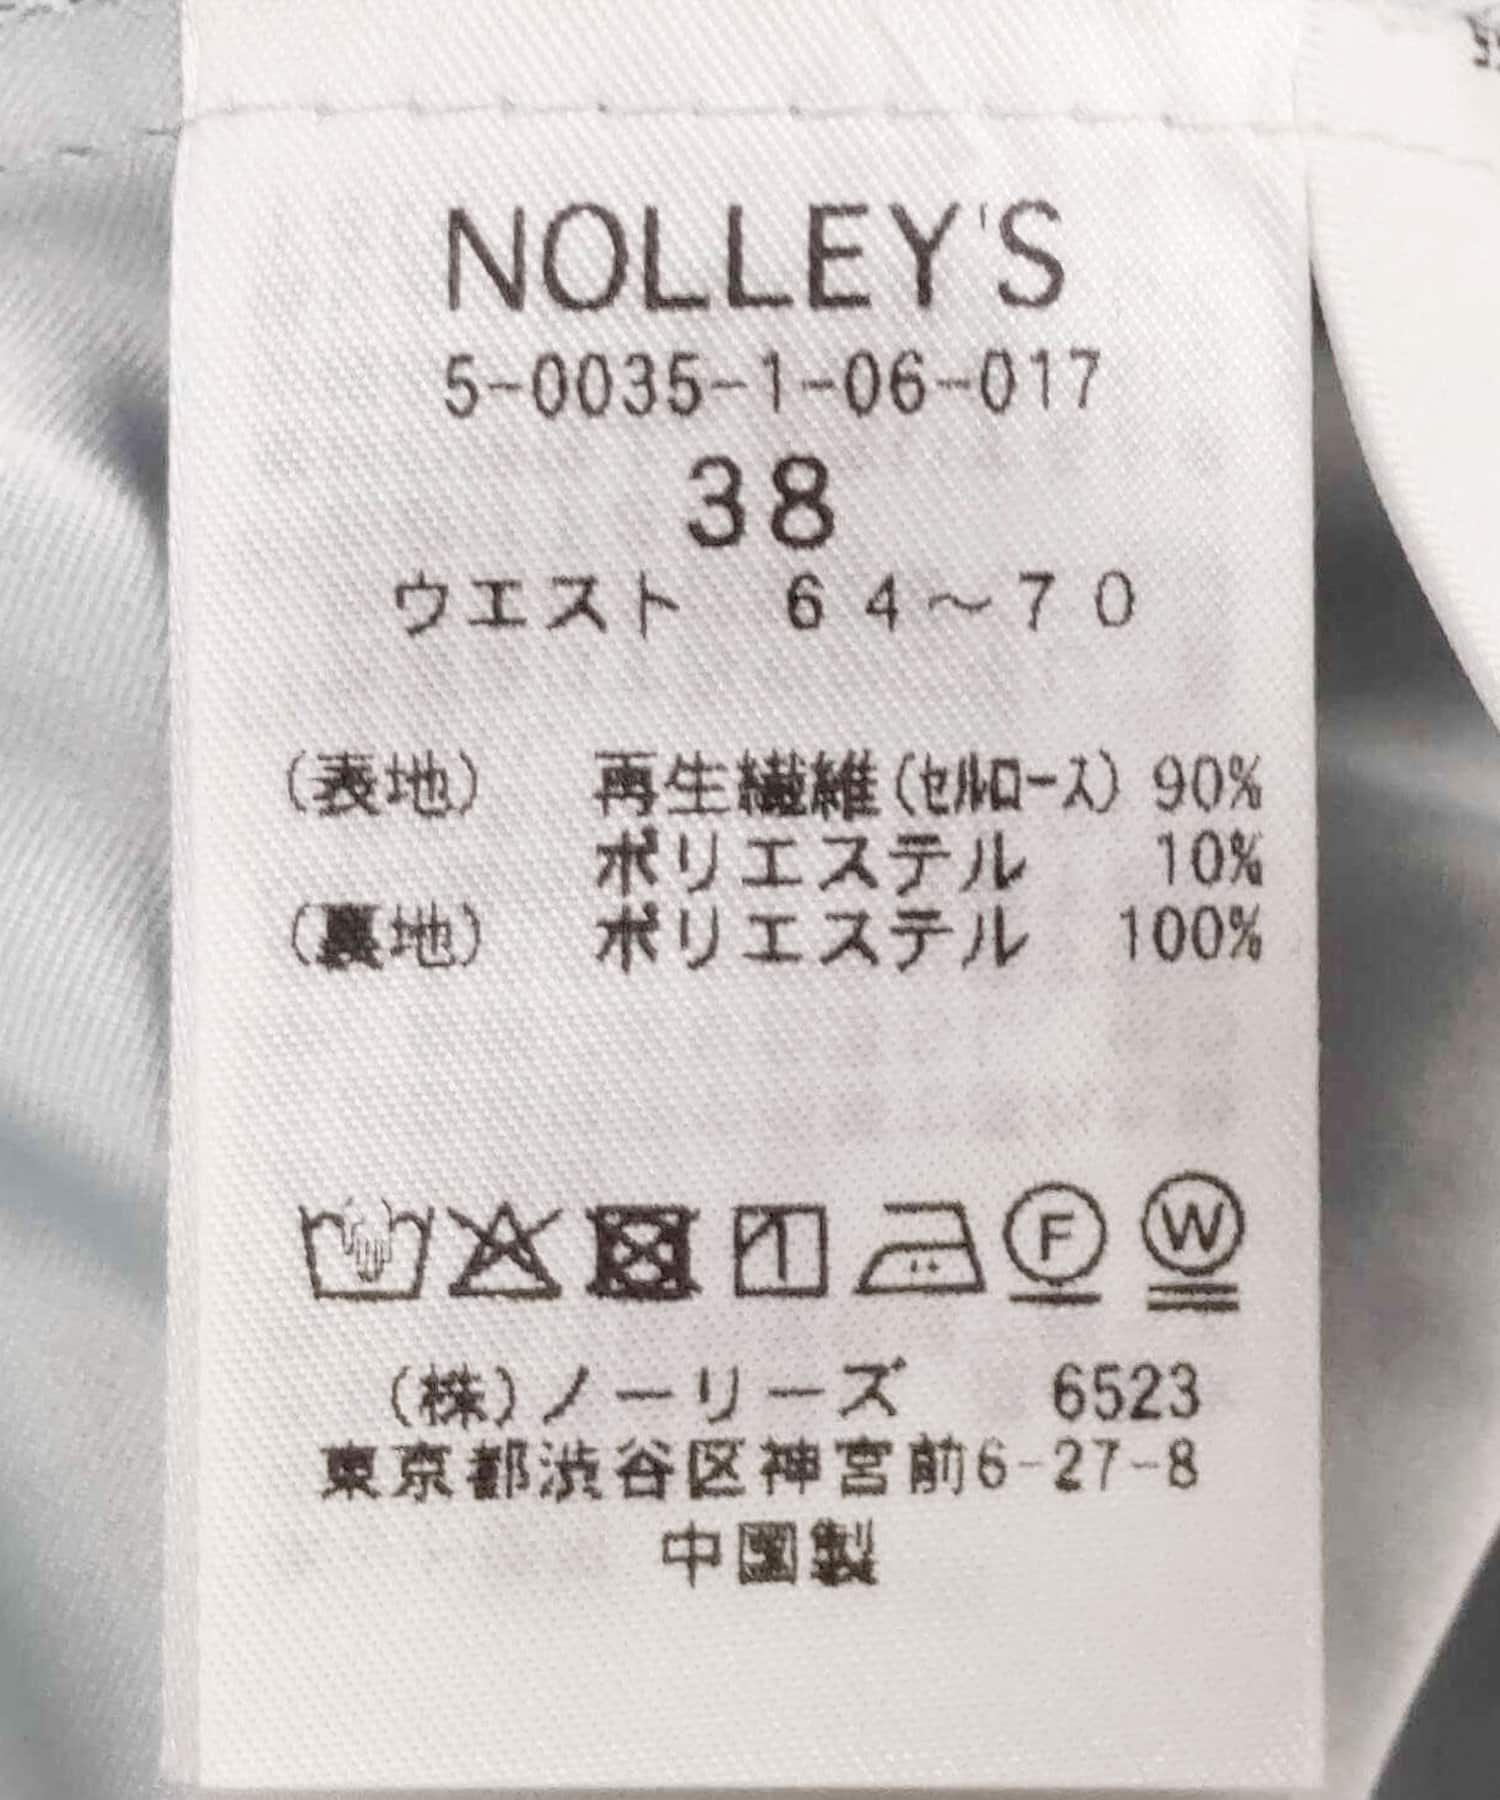 NOLLEY'S
5-0035-1-06-017
38
ウエスト 64～70
(表地) 再生繊維(セルロース) 90%
ポリエステル 10%
(裏地) ポリエステル 100%
F W
(株)ノーリーズ 6523
東京都渋谷区神宮前6-27-8
中国製